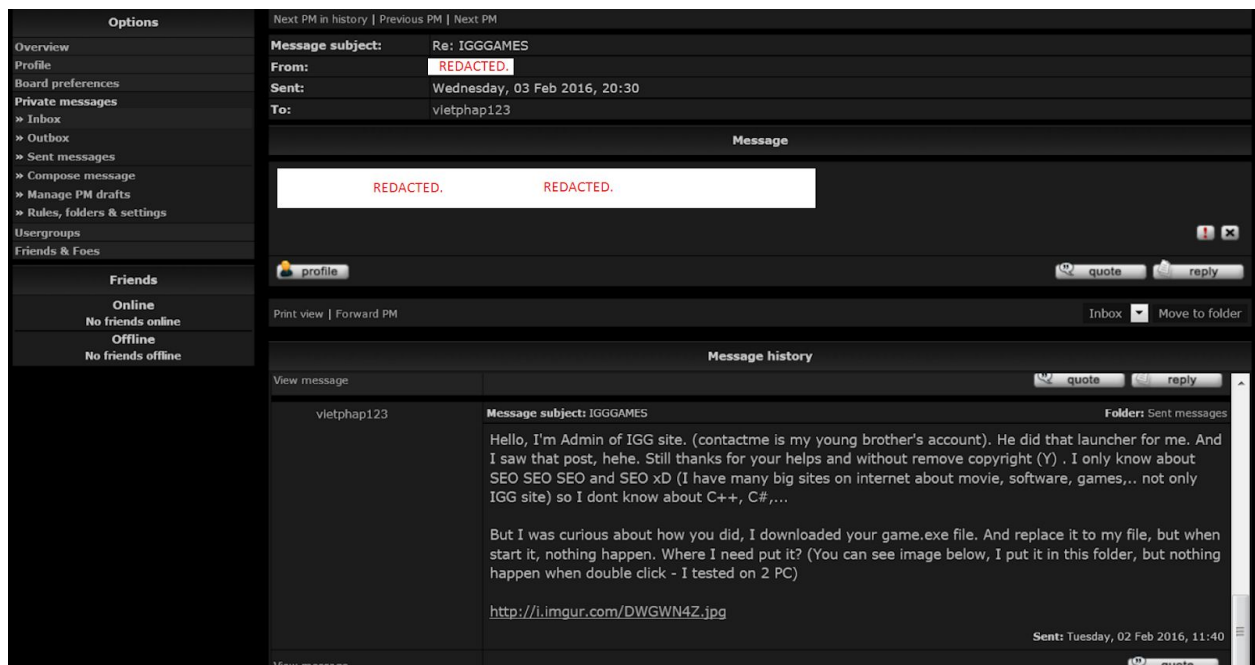 Options
Overview
Profile
Board preferences
Private messages
» Inbox
» Outbox
» Sent messages
» Compose message
» Manage PM drafts
» Rules, folders & settings
Usergroups
Friends & Foes
Friends
Online
No friends online
Offline
No friends offline
Next PM in history | Previous PM | Next PM
Message subject: Re: IGGGAMES
From: REDACTED.
Sent: Wednesday, 03 Feb 2016, 20:30
To: vietphap123
Message
REDACTED. REDACTED.
profile quote reply
Print view | Forward PM Inbox Move to folder
Message history
View message quote reply
vietphap123 Message subject: IGGGAMES Folder: Sent messages
Hello, I'm Admin of IGG site. (contactme is my young brother's account). He did that launcher for me. And
I saw that post, hehe. Still thanks for your helps and without remove copyright (Y) . I only know about
SEO SEO SEO and SEO xD (I have many big sites on internet about movie, software, games,.. not only
IGG site) so I dont know about C++, C#,...
But I was curious about how you did, I downloaded your game.exe file. And replace it to my file, but when
start it, nothing happen. Where I need put it? (You can see image below, I put it in this folder, but nothing
happen when double click - I tested on 2 PC)
http://i.imgur.com/DWGWN4Z.jpg
Sent: Tuesday, 02 Feb 2016, 11:40
View message quote